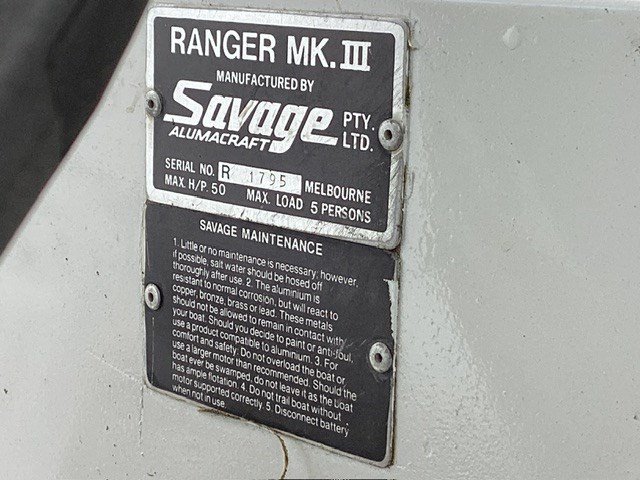 RANGER MK. III
MANUFACTURED BY
Savage PTY.
ALUMACRAFT LTD.
SERIAL NO. R 1795 MELBOURNE
MAX. H/P. 50 MAX. LOAD 5 PERSONS
SAVAGE MAINTENANCE
1. Little or no maintenance is necessary; however,
if possible, salt water should be hosed off
thoroughly after use. 2. The aluminium is
resistant to normal corrosion, but will react to
copper, bronze, brass or lead. These metals
should not be allowed to remain in contact with
your boat. Should you decide to paint or anti-foul,
use a product compatible to aluminium. 3. For
comfort and safety: Do not overload the boat or
use a larger motor than recommended. Should the
boat ever be swamped, do not leave it as the boat
has ample flotation. 4. Do not trail boat without
motor supported correctly. 5. Disconnect battery
when not in use.